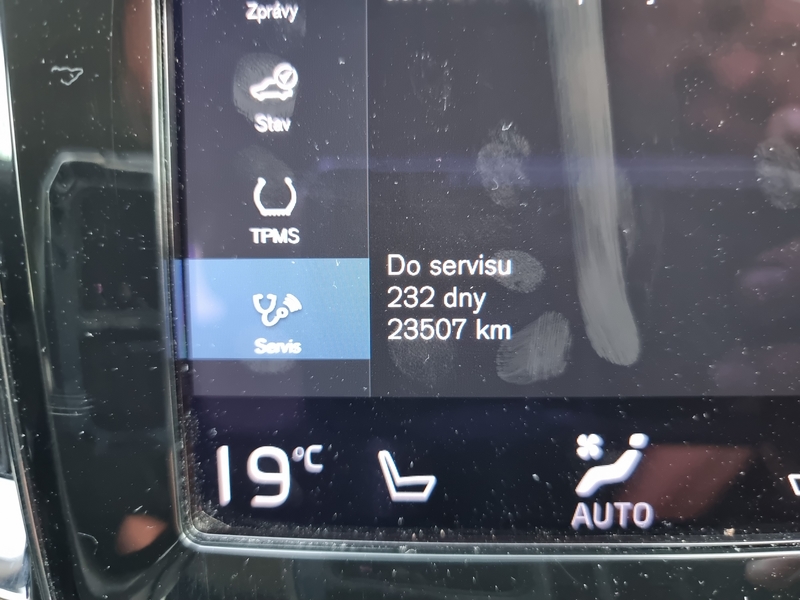 Zprávy
Stav
TPMS
Servis
Do servisu
232 dny
23507 km
19°C
AUTO